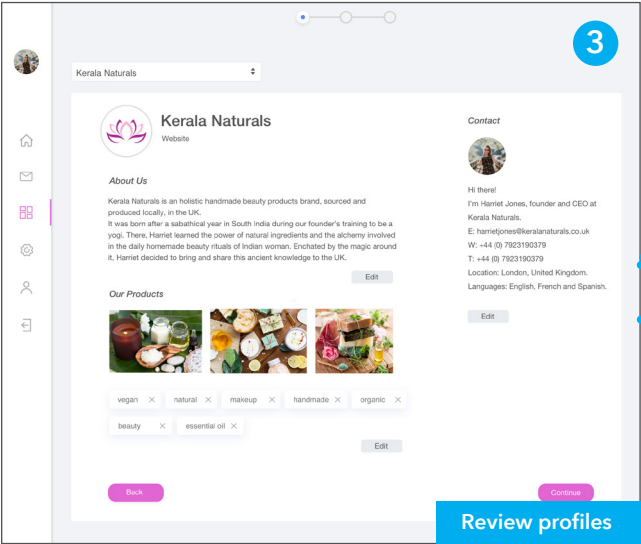 3
Kerala Naturals
Kerala Naturals
Website
About Us
Kerala Naturals is an holistic handmade beauty products brand, sourced and
produced locally, in the UK.
It was born after a sabathical year in South India during our founder's training to be a
yogi. There, Harriet learned the power of natural ingredients and the alchemy involved
in the daily homemade beauty rituals of Indian woman. Enchated by the magic around
it, Harriet decided to bring and share this ancient knowledge to the UK.
Edit
Our Products
vegan ×
natural ×
makeup ×
handmade ×
organic ×
beauty ×
essential oil ×
Edit
Contact
Hi there!
I'm Harriet Jones, founder and CEO at
Kerala Naturals.
E: harrietjones@keralanaturals.co.uk
W: +44 (0) 7923190379
T: +44 (0) 7923190379
Location: London, United Kingdom.
Languages: English, French and Spanish.
Edit
Back
Continue
Review profiles